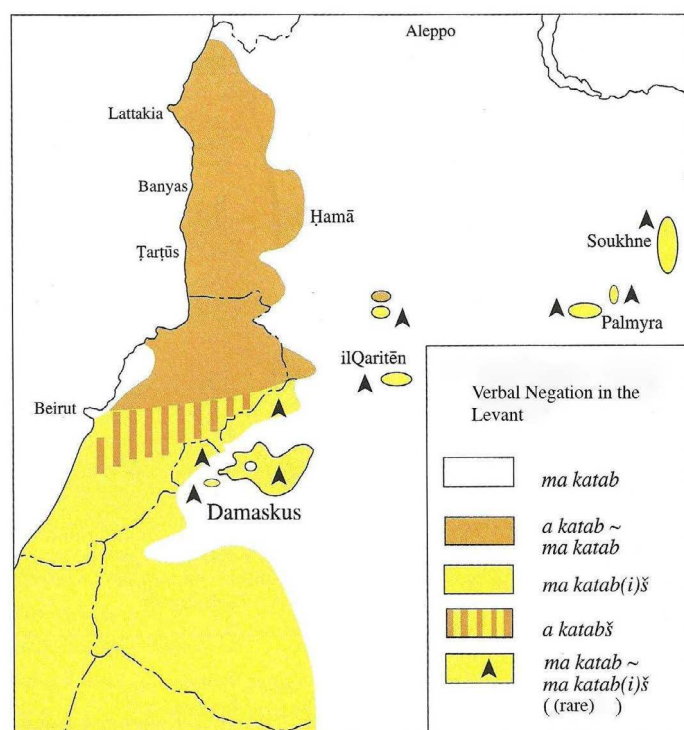 Aleppo
Lattakia
Banyas
Ḥamā
Ṭarṭūs
Soukhne
Palmyra
ilQaritēn
Beirut
Damaskus
Verbal Negation in the
Levant
ma katab
a katab ~
ma katab
ma katab(i)š
a katabš
ma katab ~
ma katab(i)š
( (rare) )